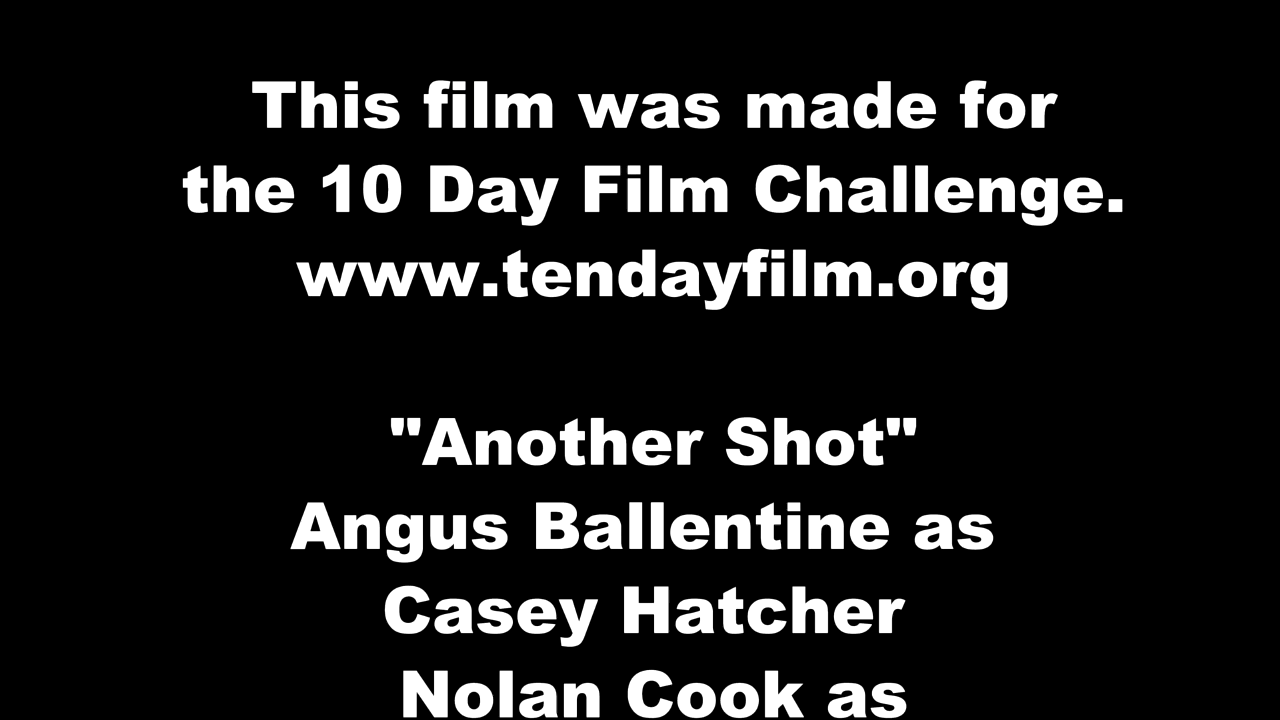 This film was made for
the 10 Day Film Challenge.
www.tendayfilm.org
"Another Shot"
Angus Ballentine as
Casey Hatcher
Nolan Cook as